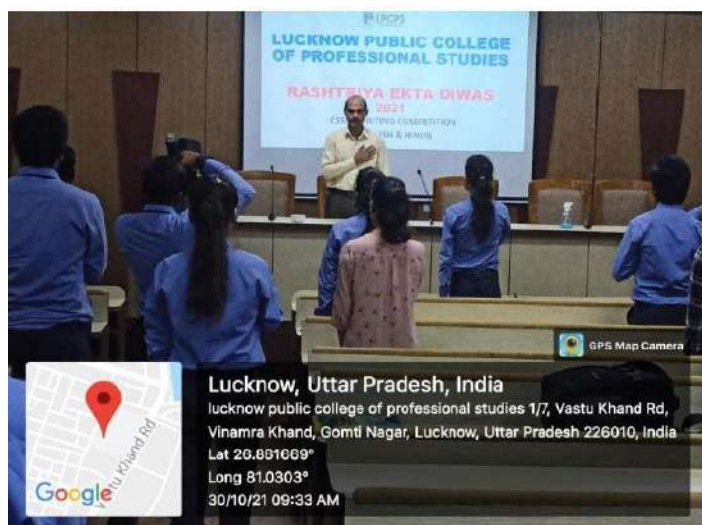 LPCPS
LUCKNOW PUBLIC COLLEGE
OF PROFESSIONAL STUDIES
RASHTRIYA EKTA DIWAS
2021
COMPETITION
& HINDI
GPS Map Camera
Lucknow, Uttar Pradesh, India
lucknow public college of professional studies 1/7, Vastu Khand Rd,
Vinamra Khand, Gomti Nagar, Lucknow, Uttar Pradesh 226010, India
Lat 26.881669°
Long 81.0303°
30/10/21 09:33 AM
Vastu Khand Rd
Google